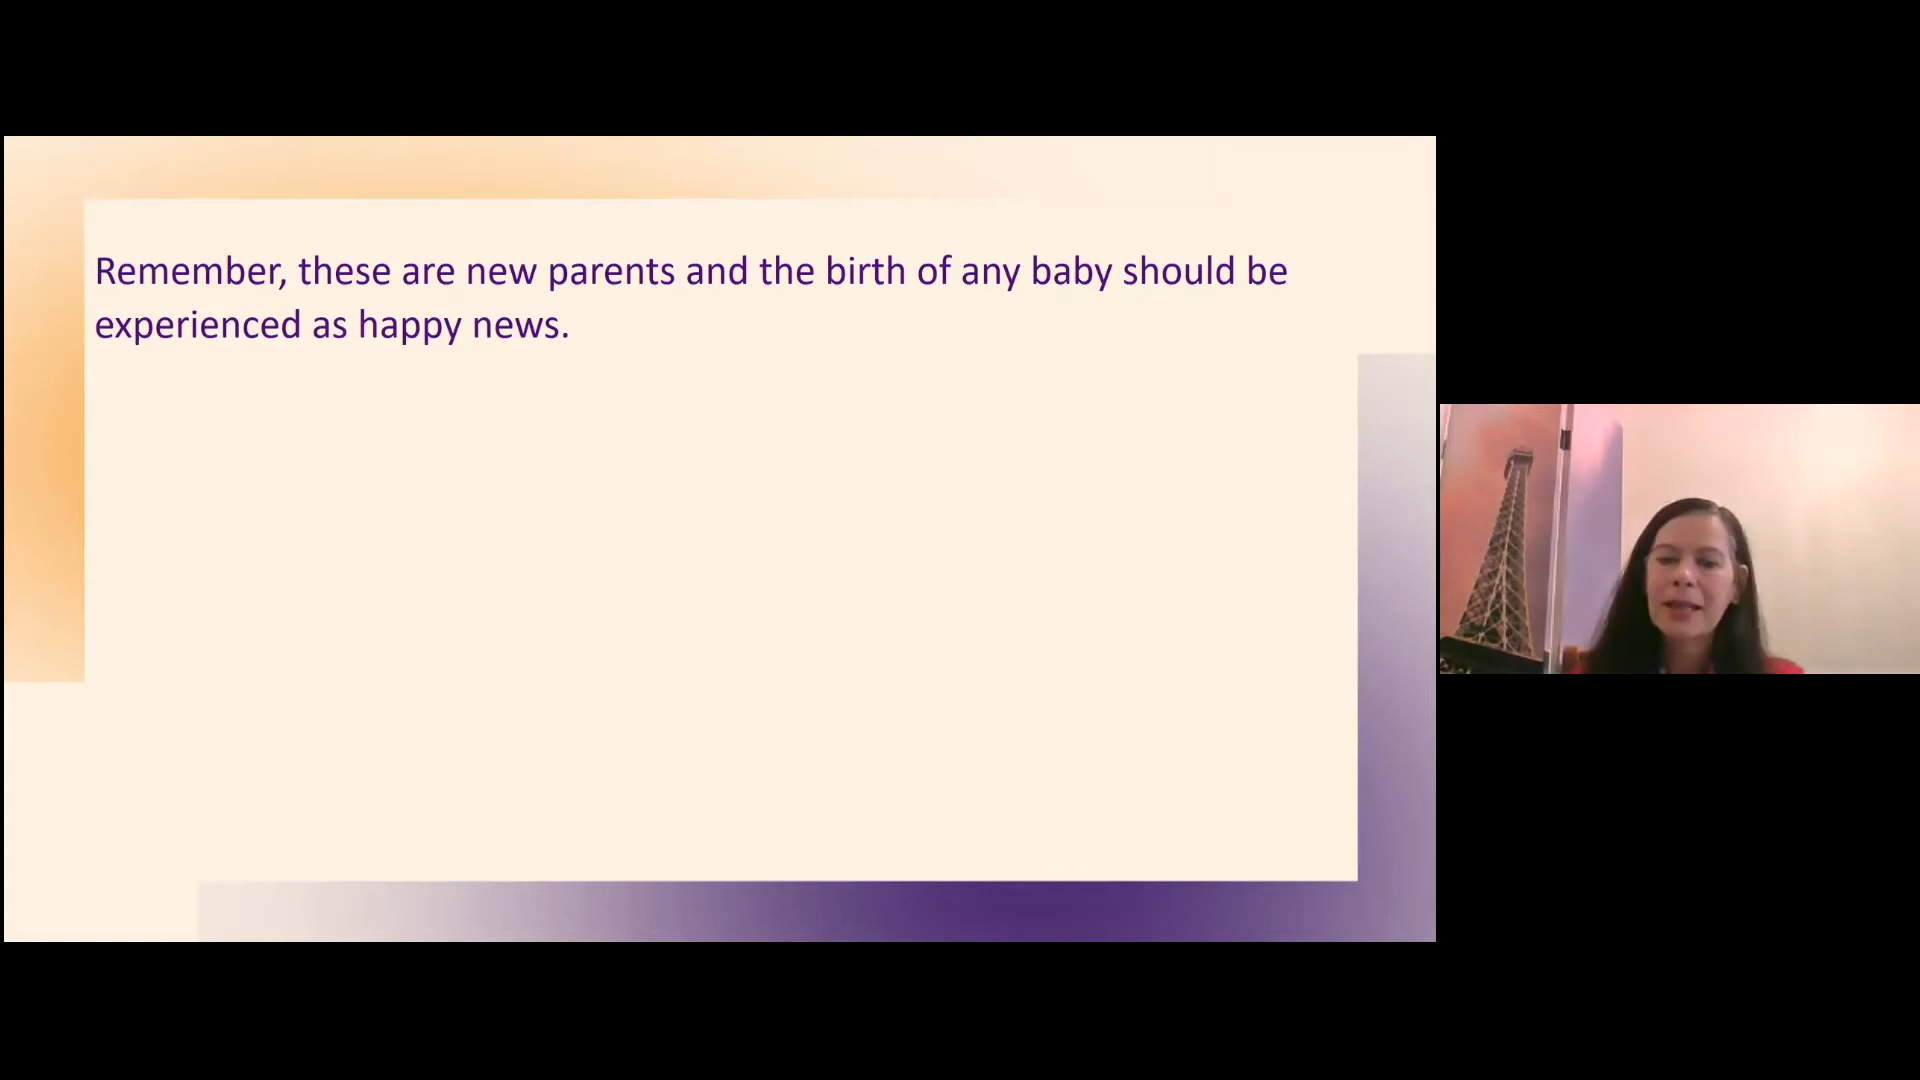 Remember, these are new parents and the birth of any baby should be
experienced as happy news.